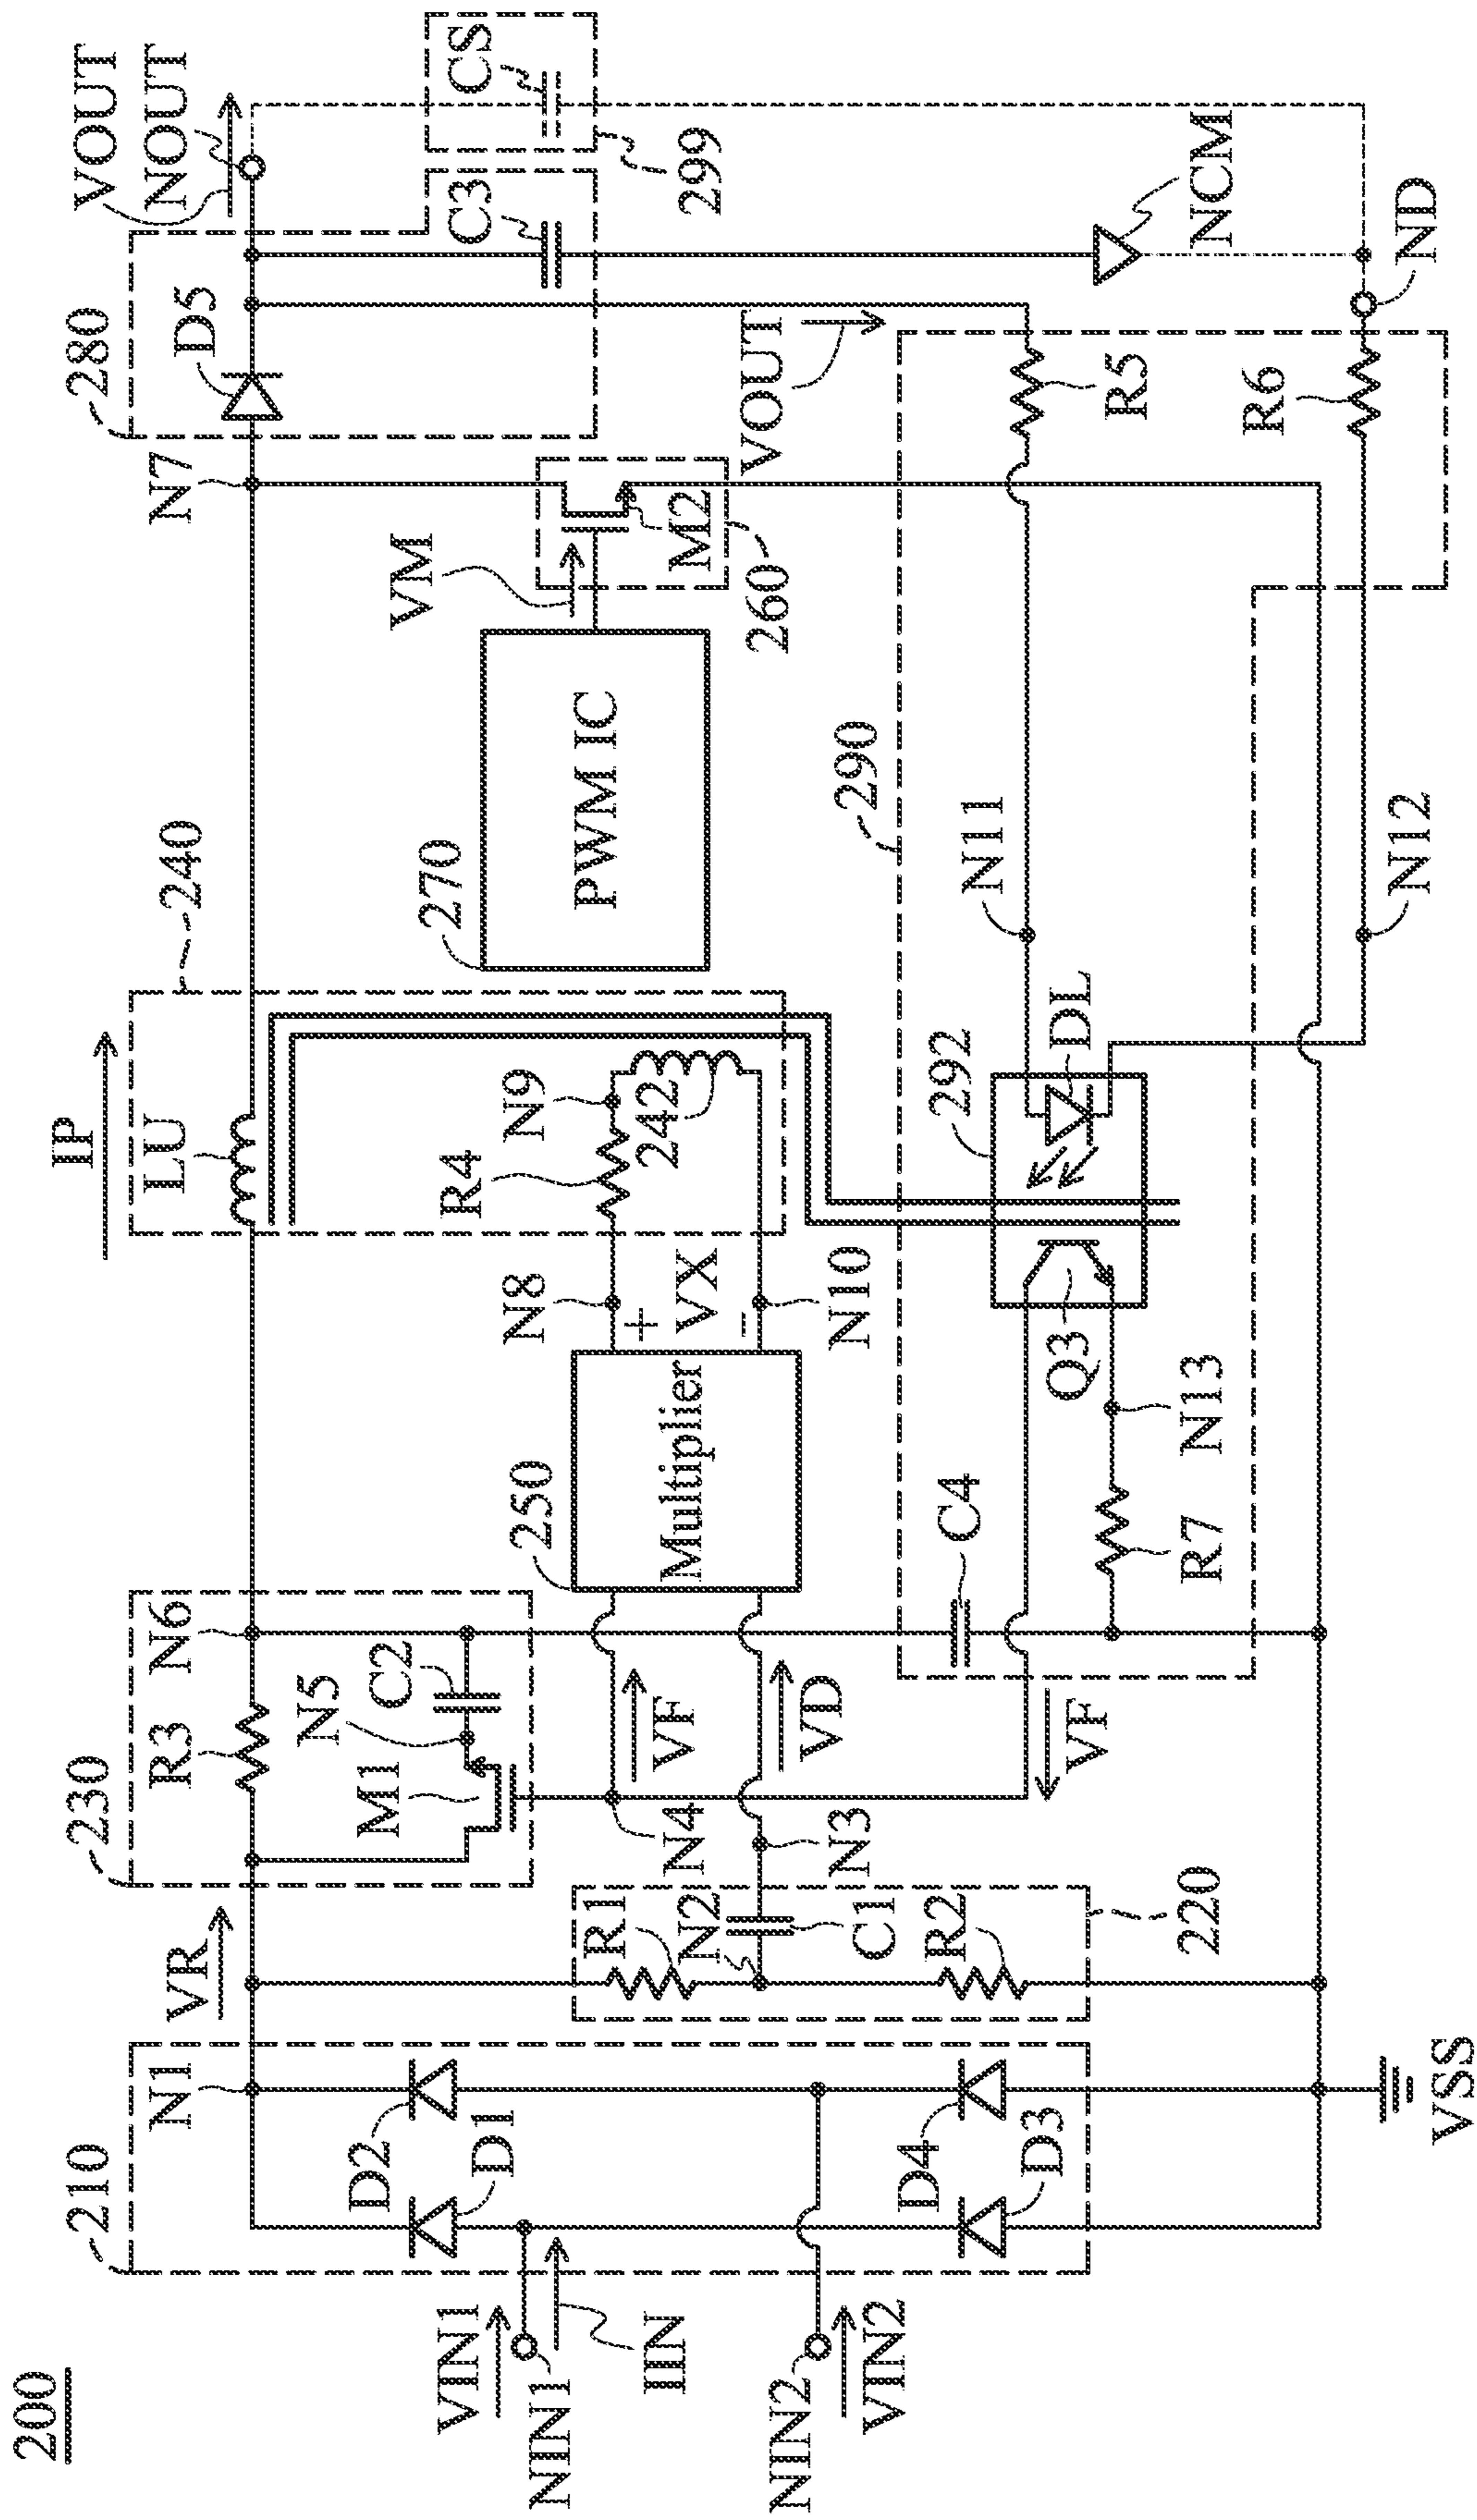 200
210
N1
VR
230
R3
N6
IP
LU
240
N7
280
D5
VOUT
NOUT
D2
D1
M1
N5
C2
VM
M2
260
C3
CS
299
VIN1
NIN1
IIN
R1
N2
N4
VF
250
Multiplier
N8
R4
N9
242
VX
+
−
270
PWM IC
VOUT
NIN2
VIN2
C1
N3
VD
N10
290
D4
D3
R2
220
VF
C4
R7
N13
Q3
292
DL
N11
R5
NCM
R6
ND
N12
VSS